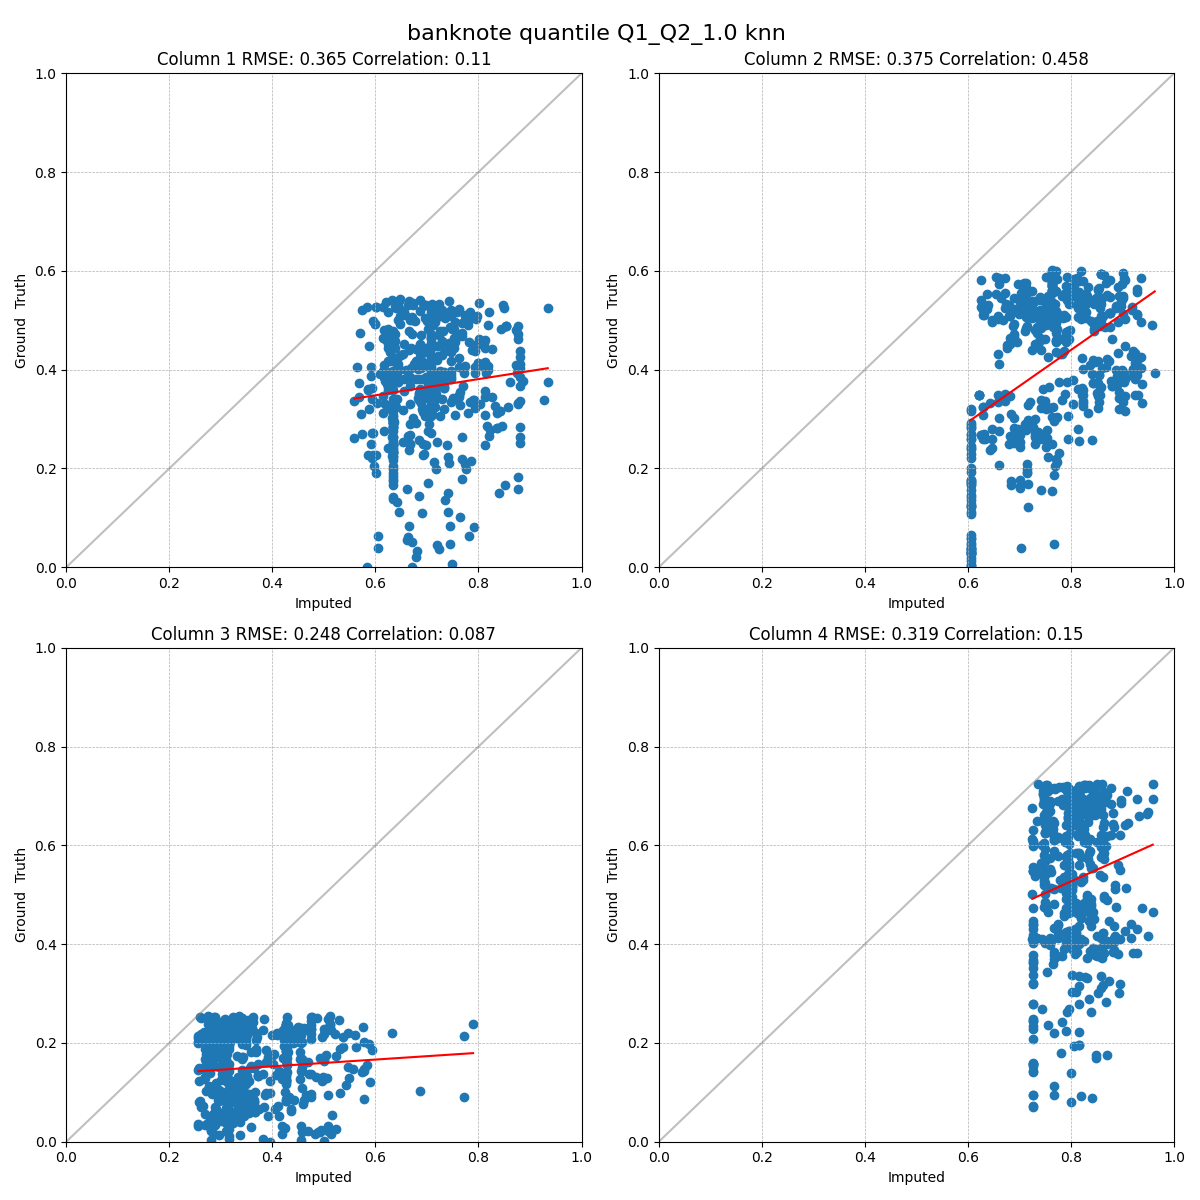 banknote quantile Q1_Q2_1.0 knn
Column 1 RMSE: 0.365 Correlation: 0.11
1.0
0.8
0.6
0.4
0.2
0.0
Ground Truth
0.0 0.2 0.4 0.6 0.8 1.0
Imputed
Column 2 RMSE: 0.375 Correlation: 0.458
1.0
0.8
0.6
0.4
0.2
0.0
Ground Truth
0.0 0.2 0.4 0.6 0.8 1.0
Imputed
Column 3 RMSE: 0.248 Correlation: 0.087
1.0
0.8
0.6
0.4
0.2
0.0
Ground Truth
0.0 0.2 0.4 0.6 0.8 1.0
Imputed
Column 4 RMSE: 0.319 Correlation: 0.15
1.0
0.8
0.6
0.4
0.2
0.0
Ground Truth
0.0 0.2 0.4 0.6 0.8 1.0
Imputed